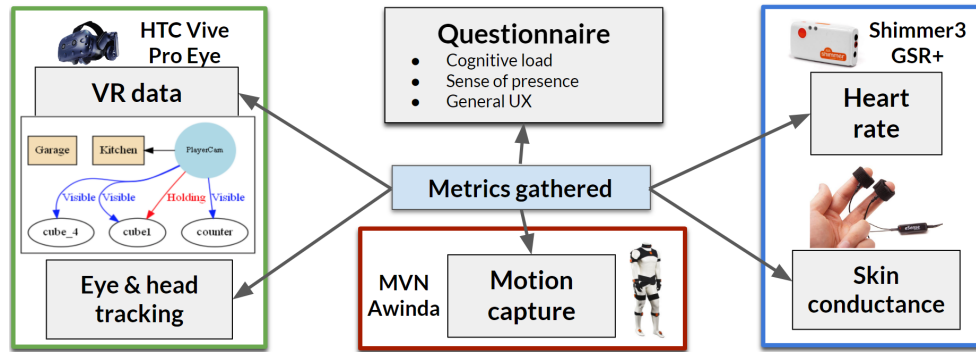 HTC Vive
Pro Eye
VR data
Garage
Kitchen
PlayerCam
Visible
Visible
Holding
Visible
cube_4
cube1
counter
Eye & head
tracking
Questionnaire
● Cognitive load
● Sense of presence
● General UX
Metrics gathered
MVN
Awinda
Motion
capture
shimmer
Shimmer3
GSR+
Heart
rate
Skin
conductance